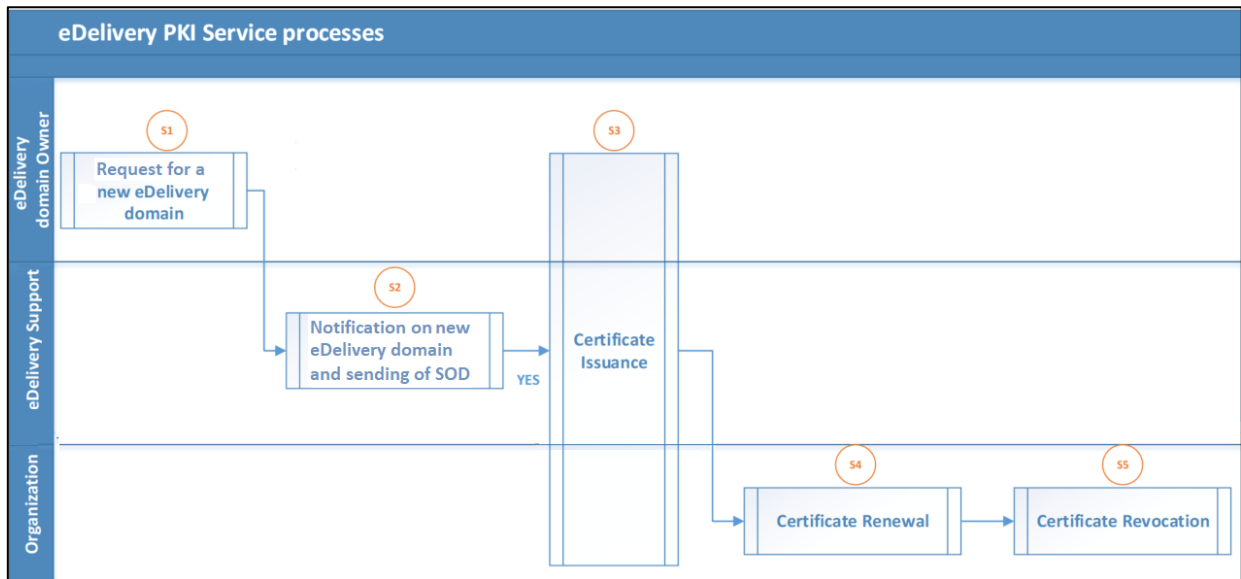 eDelivery PKI Service processes
eDelivery
domain Owner
S1
Request for a
new eDelivery
domain
S3
Certificate
Issuance
eDelivery Support
S2
Notification on new
eDelivery domain
and sending of SOD
YES
Organization
S4
Certificate Renewal
S5
Certificate Revocation